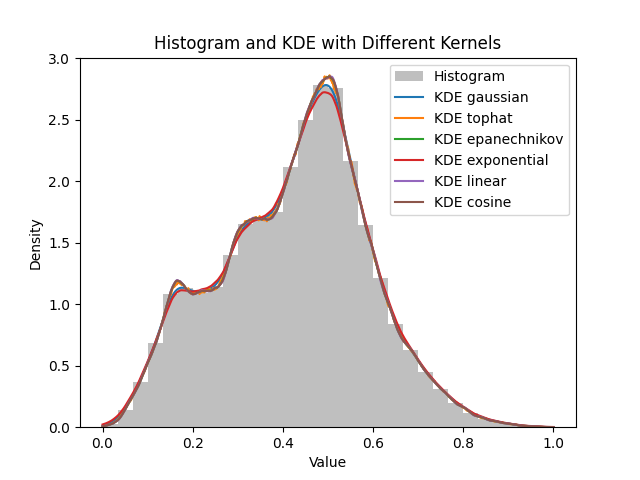 Histogram and KDE with Different Kernels
3.0
2.5
2.0
1.5
1.0
0.5
0.0
Density
Histogram
KDE gaussian
KDE tophat
KDE epanechnikov
KDE exponential
KDE linear
KDE cosine
0.0 0.2 0.4 0.6 0.8 1.0
Value